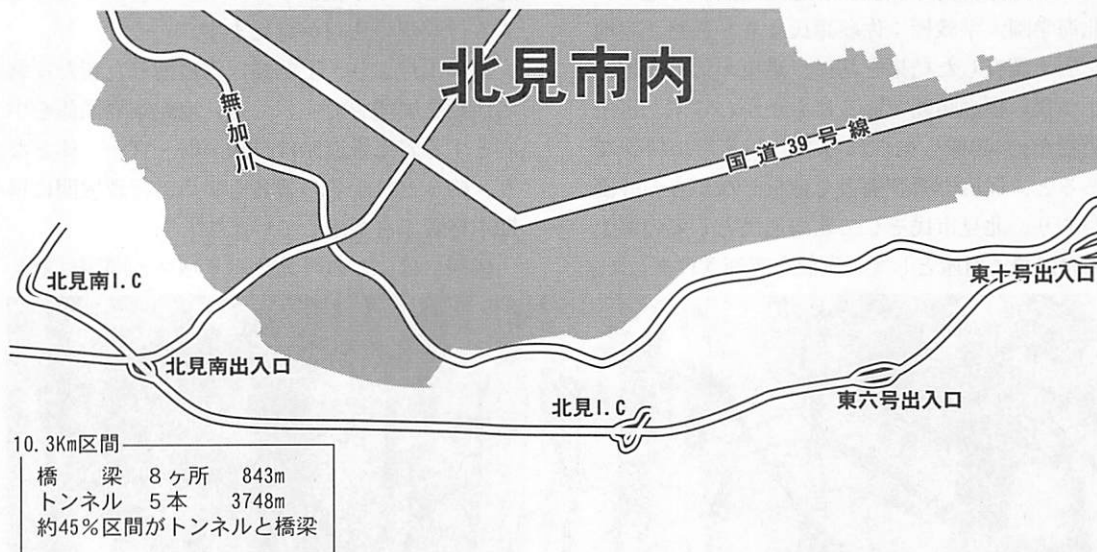 北見市内
無加川
国道39号線
北見南I.C
東十号出入口
北見南出入口
東六号出入口
北見I.C
10.3Km区間
橋　　梁　8ヶ所　843m
トンネル　5本　3748m
約45％区間がトンネルと橋梁